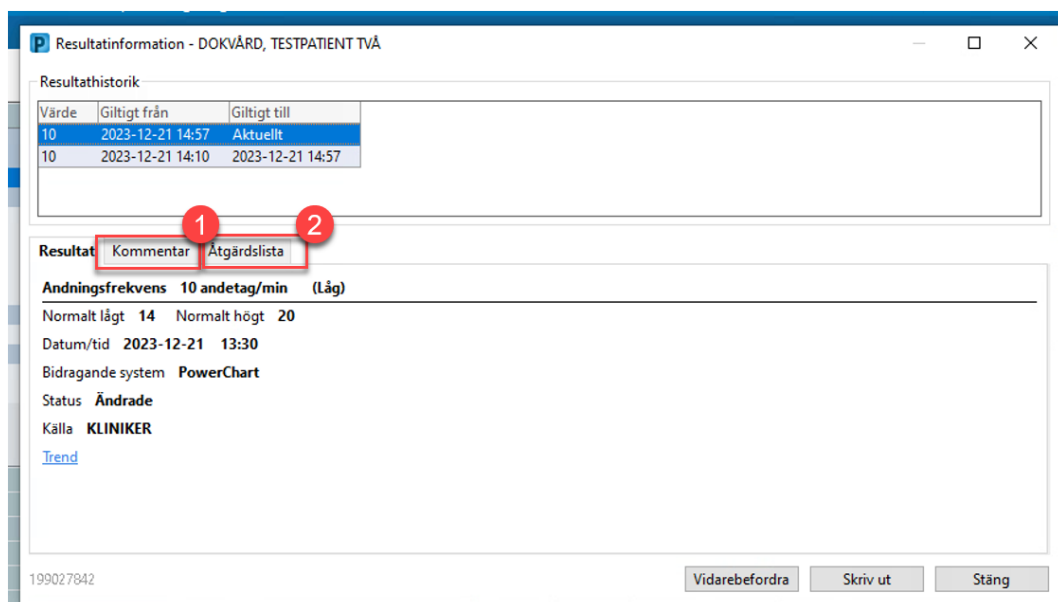 P Resultatinformation - DOKVÅRD, TESTPATIENT TVÅ
Resultathistorik
Värde Giltigt från Giltigt till
10 2023-12-21 14:57 Aktuellt
10 2023-12-21 14:10 2023-12-21 14:57
1 2
Resultat Kommentar Åtgärdslista
Andningsfrekvens 10 andetag/min (Låg)
Normalt lågt 14 Normalt högt 20
Datum/tid 2023-12-21 13:30
Bidragande system PowerChart
Status Ändrade
Källa KLINIKER
Trend
199027842 Vidarebefordra Skriv ut Stäng